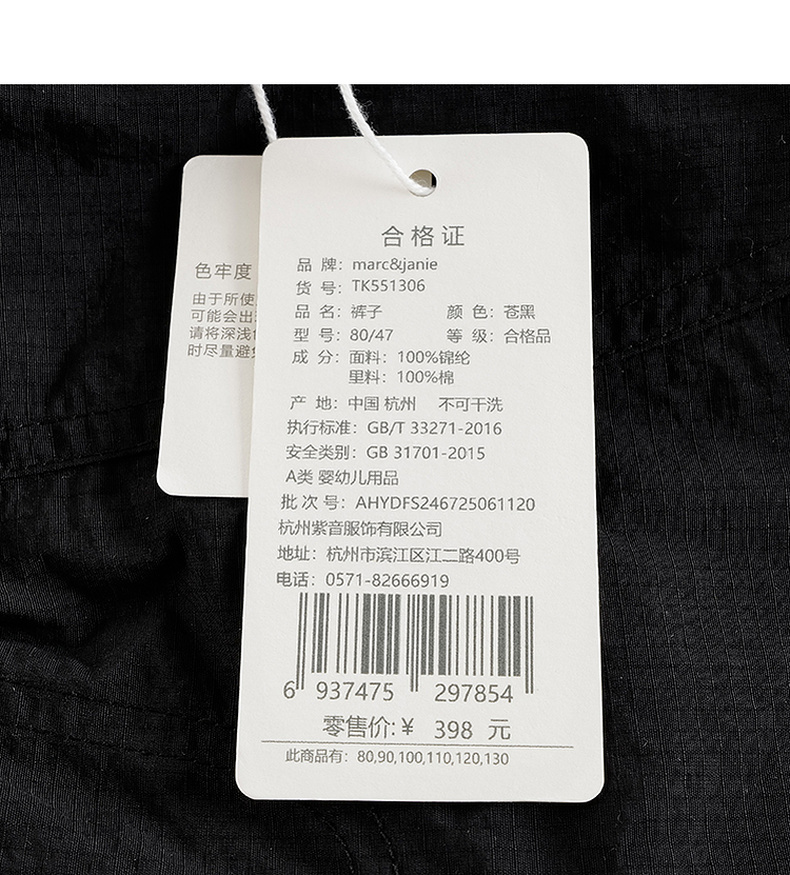 合格证
品 牌：marc&janie
货 号：TK551306
品 名：裤子 颜 色：苍黑
型 号：80/47 等 级：合格品
成 分：面料：100%锦纶
里料：100%棉
产 地：中国 杭州 不可干洗
执行标准：GB/T 33271-2016
安全类别：GB 31701-2015
A类 婴幼儿用品
批 次 号：AHYDFS246725061120
杭州紫音服饰有限公司
地址：杭州市滨江区江二路400号
电话：0571-82666919
6 937475 297854
零售价:￥ 398 元
此商品有：80,90,100,110,120,130
色牢度
由于所使
可能会出
请将深浅
时尽量避